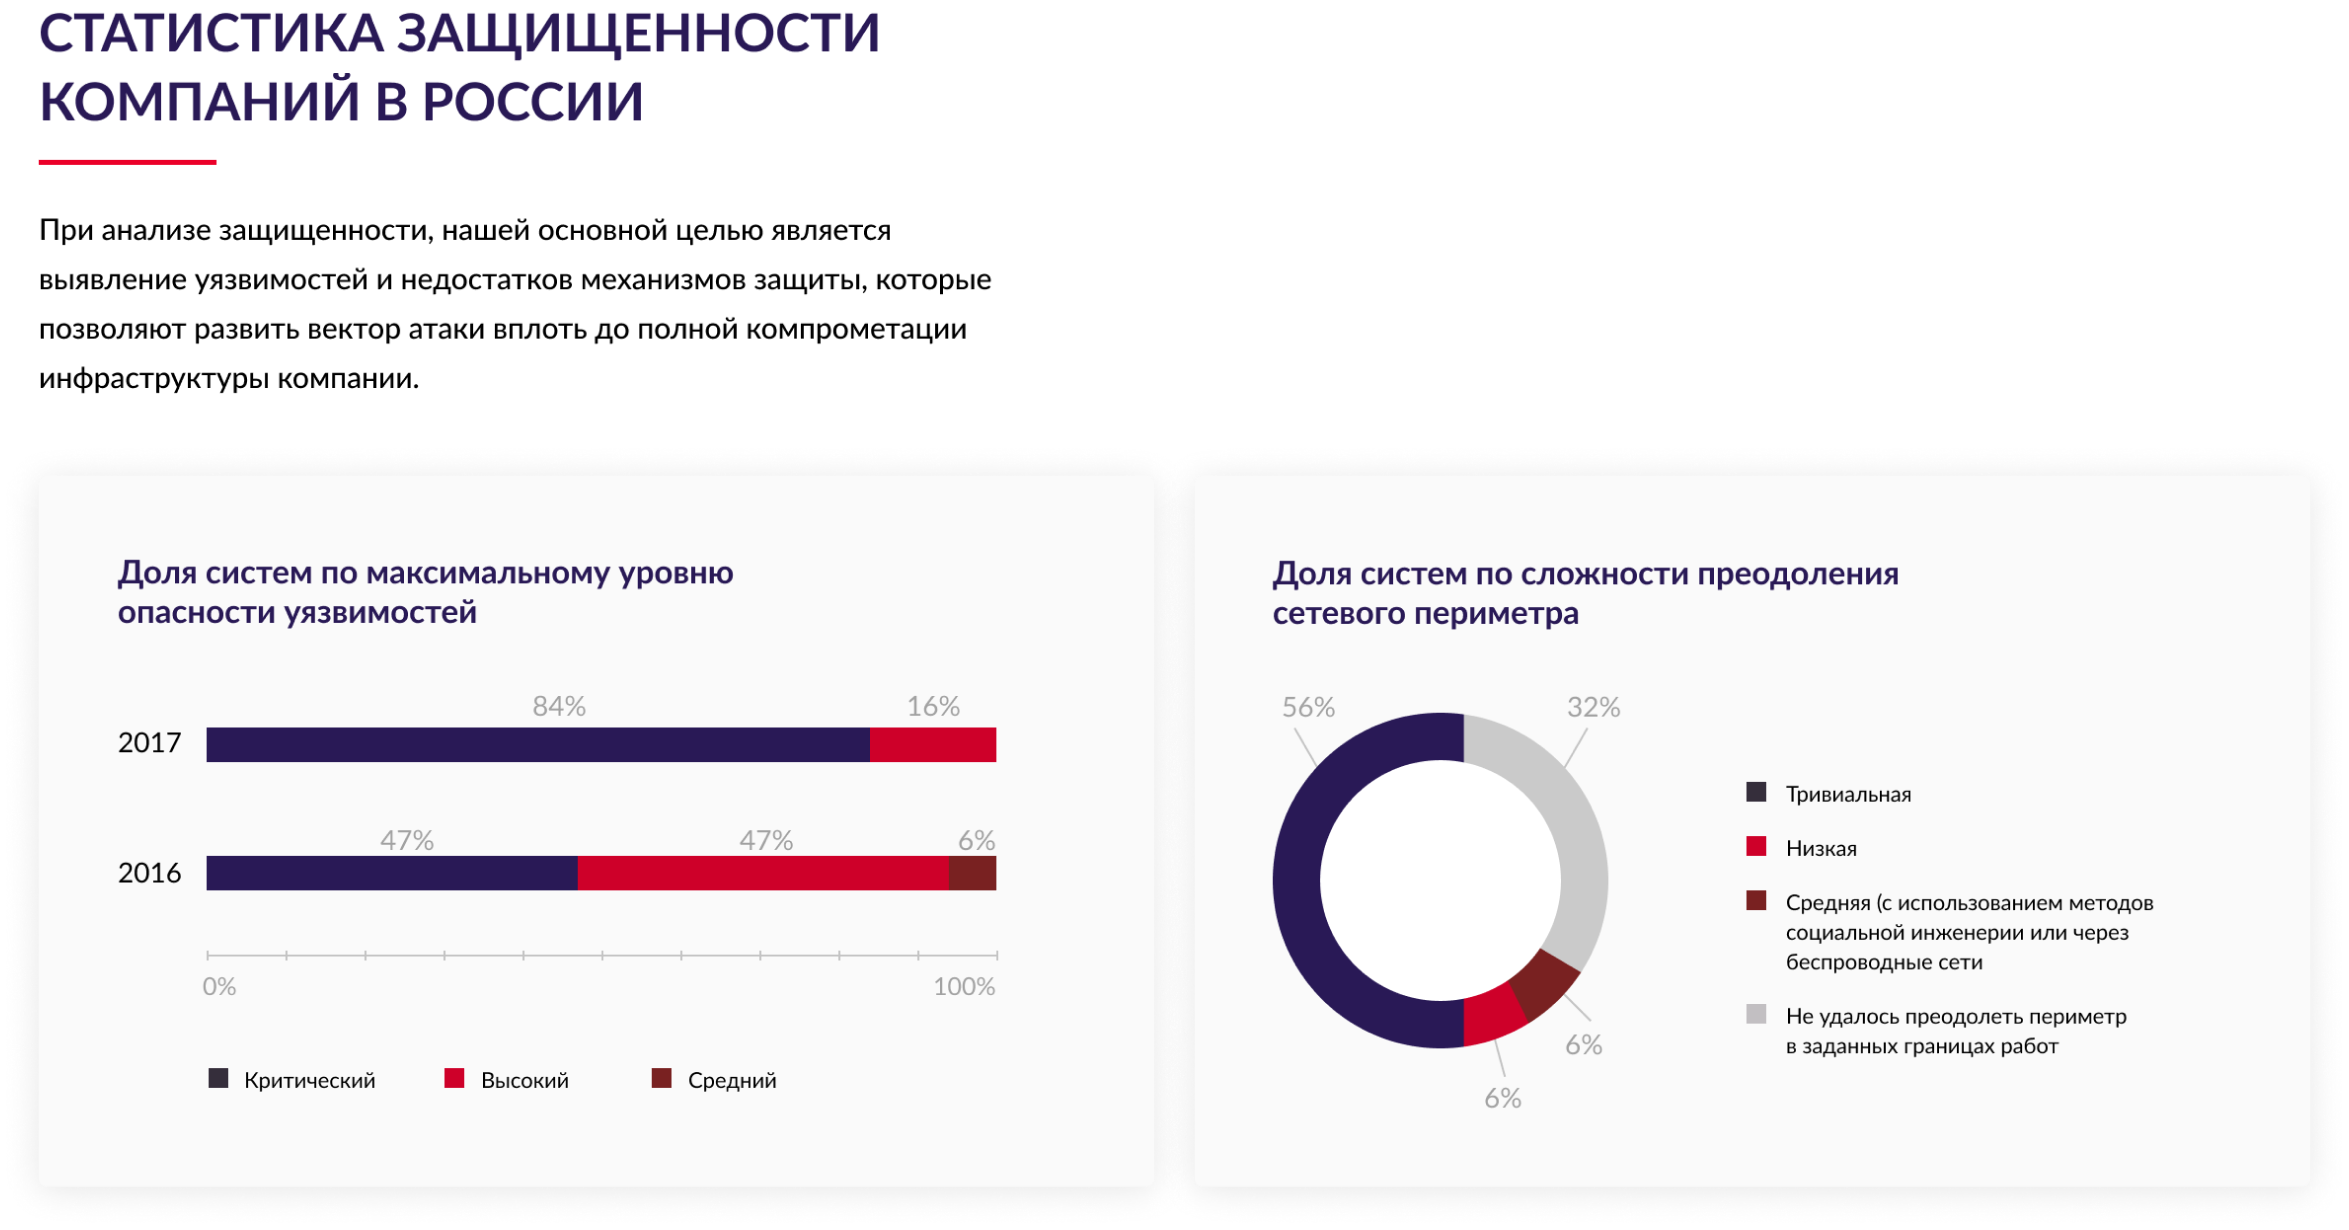 СТАТИСТИКА ЗАЩИЩЕННОСТИ
КОМПАНИЙ В РОССИИ
При анализе защищенности, нашей основной целью является
выявление уязвимостей и недостатков механизмов защиты, которые
позволяют развить вектор атаки вплоть до полной компрометации
инфраструктуры компании.
Доля систем по максимальному уровню
опасности уязвимостей
84% 16%
2017
47% 47% 6%
2016
0% 100%
Критический Высокий Средний
Доля систем по сложности преодоления
сетевого периметра
56% 32%
6%
6%
Тривиальная
Низкая
Средняя (с использованием методов
социальной инженерии или через
беспроводные сети
Не удалось преодолеть периметр
в заданных границах работ